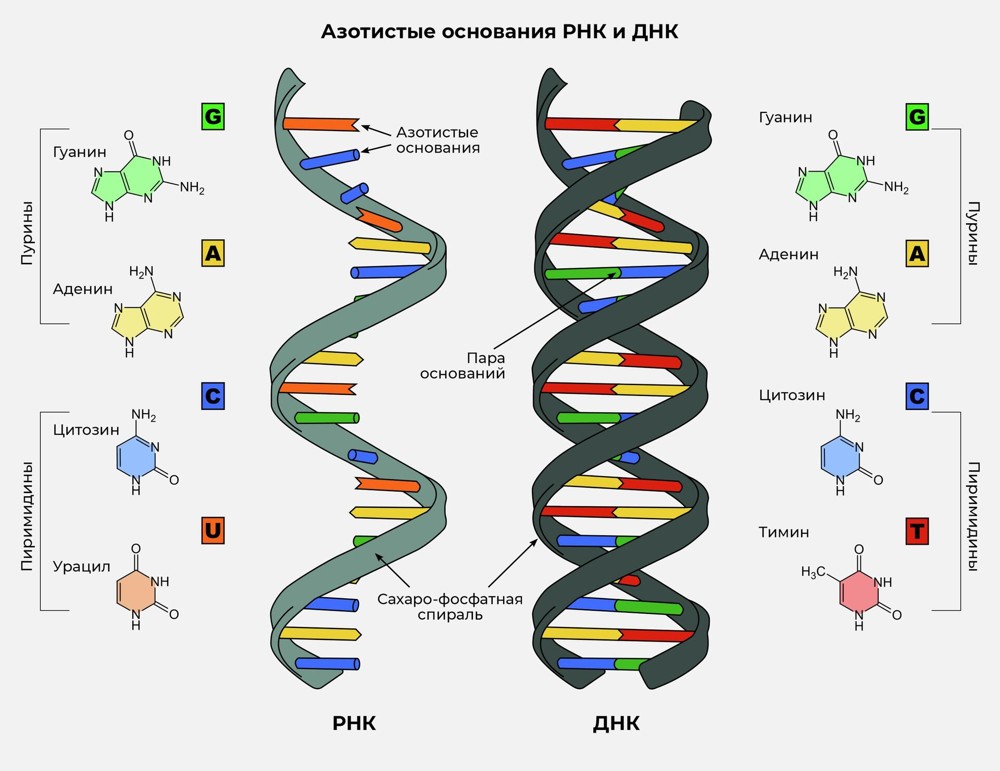 Азотистые основания РНК и ДНК
Пурины
G
Гуанин
O
N
NH
NH2
N
N
H
A
Аденин
H2N
N
N
N
N
H
Пиримидины
C
Цитозин
NH2
N
N
H
O
U
Урацил
O
NH
N
H
O
Азотистые
основания
Пара
оснований
Сахаро-фосфатная
спираль
РНК
ДНК
Гуанин
G
O
N
NH
NH2
N
N
H
Аденин
A
H2N
N
N
N
N
H
Пурины
Цитозин
C
NH2
N
N
H
O
Тимин
T
O
H3C
NH
N
H
O
Пиримидины